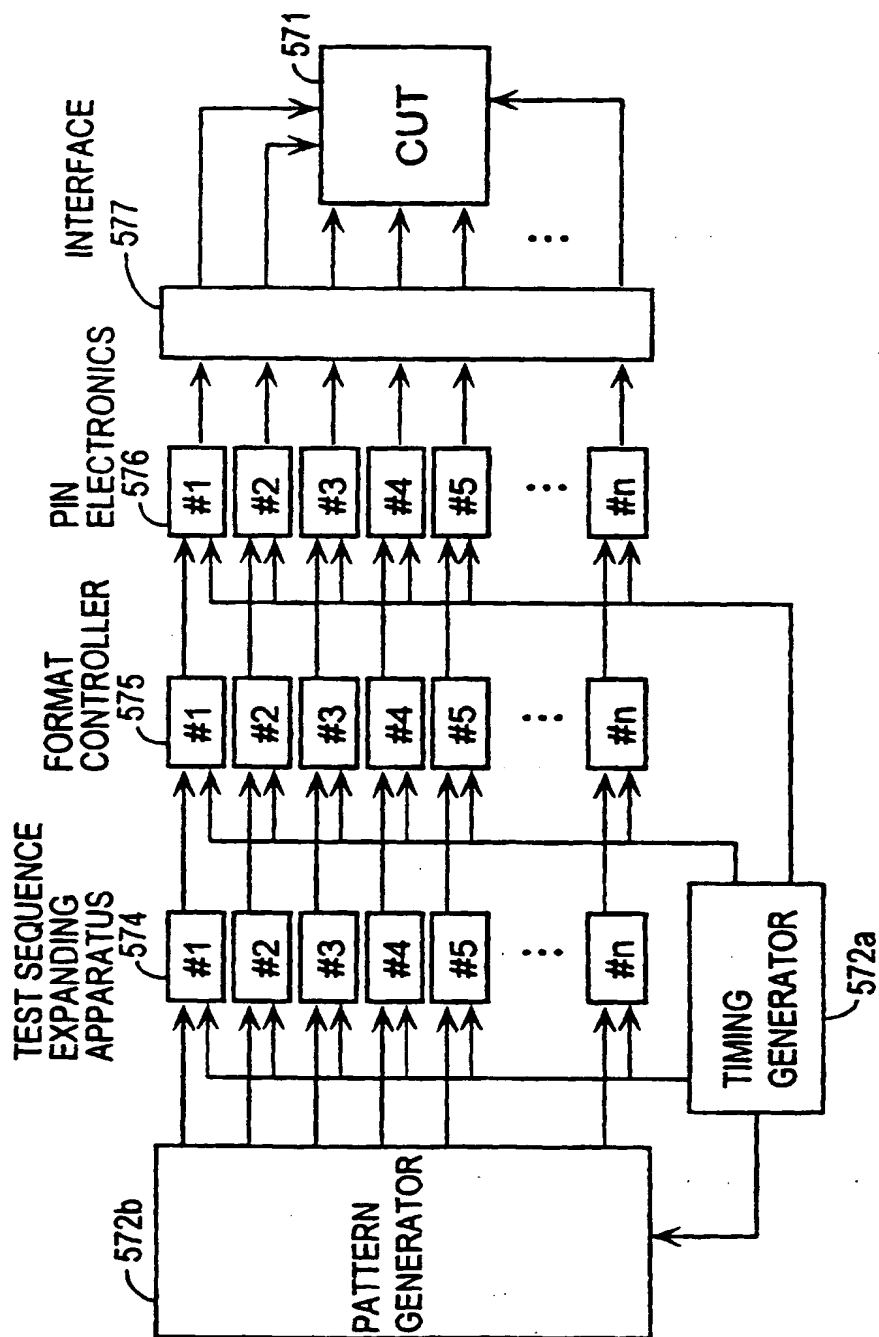 TEST SEQUENCE
EXPANDING
APPARATUS
574
FORMAT
CONTROLLER
575
PIN
ELECTRONICS
576
INTERFACE
577
571
572b
PATTERN
GENERATOR
#1
#2
#3
#4
#5
...
#n
#1
#2
#3
#4
#5
...
#n
#1
#2
#3
#4
#5
...
#n
CUT
...
TIMING
GENERATOR
572a